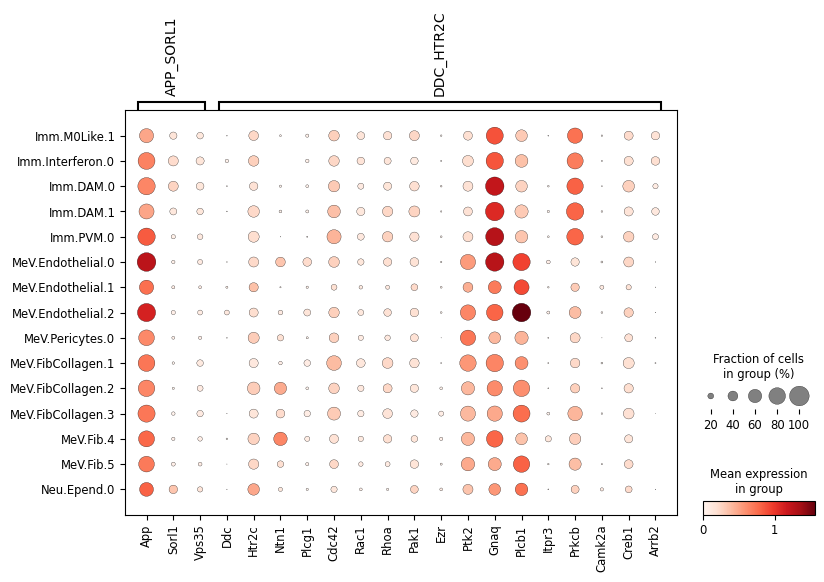 APP_SORL1
DDC_HTR2C
Imm.M0Like.1
Imm.Interferon.0
Imm.DAM.0
Imm.DAM.1
Imm.PVM.0
MeV.Endothelial.0
MeV.Endothelial.1
MeV.Endothelial.2
MeV.Pericytes.0
MeV.FibCollagen.1
MeV.FibCollagen.2
MeV.FibCollagen.3
MeV.Fib.4
MeV.Fib.5
Neu.Epend.0
App
Sorl1
Vps35
Ddc
Htr2c
Ntn1
Plcg1
Cdc42
Rac1
Rhoa
Pak1
Ezr
Ptk2
Gnaq
Plcb1
Itpr3
Prkcb
Camk2a
Creb1
Arrb2
Fraction of cells
in group (%)
20 40 60 80 100
Mean expression
in group
0 1